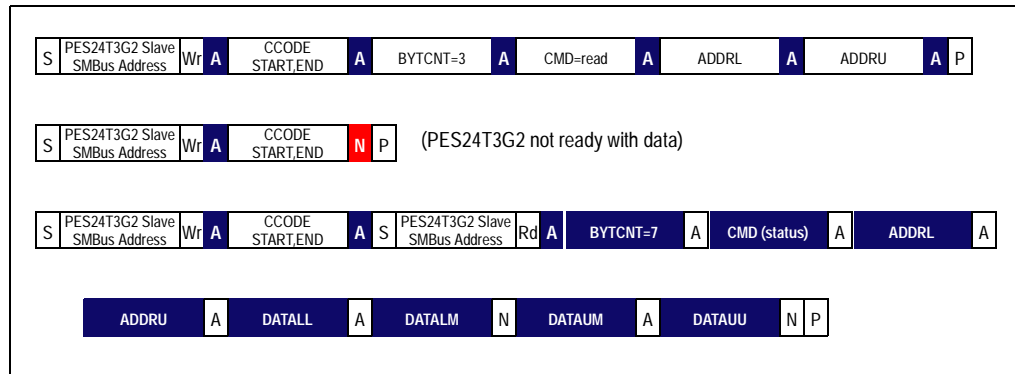 S PES24T3G2 Slave SMBus Address Wr A CCODE START,END A BYTCNT=3 A CMD=read A ADDRL A ADDRU A P
S PES24T3G2 Slave SMBus Address Wr A CCODE START,END N P (PES24T3G2 not ready with data)
S PES24T3G2 Slave SMBus Address Wr A CCODE START,END A S PES24T3G2 Slave SMBus Address Rd A BYTCNT=7 A CMD (status) A ADDRL A
ADDRU A DATALL A DATALM N DATAUM A DATAUU N P